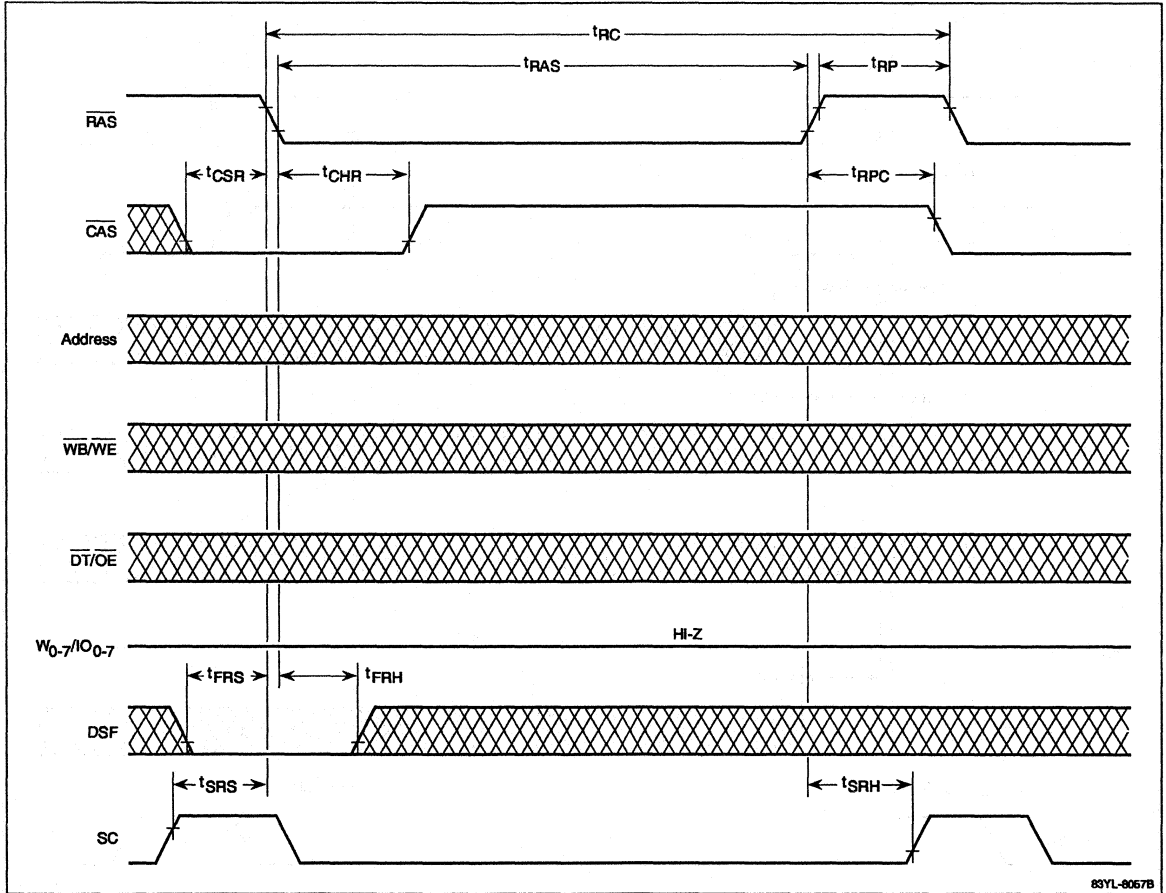 tRC
tRAS
tRP
RAS
tCSR
tCHR
tRPC
CAS
Address
WB/WE
DT/OE
HI-Z
W0-7/IO0-7
tFRS
tFRH
DSF
tSRS
tSRH
SC
83YL-8057B